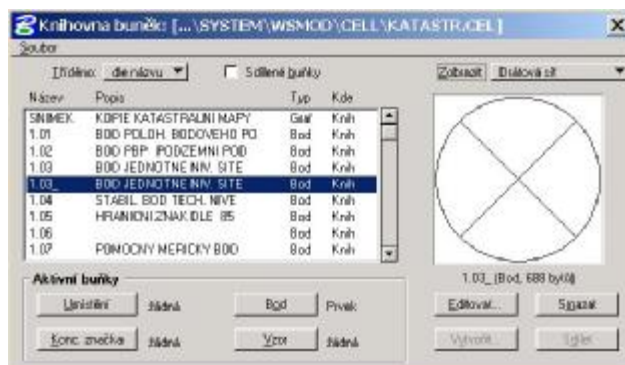 Knihovna buněk: [...\SYSTEM\WSMOD\CELL\KATASTR.CEL]
Soubor
Tříděno: dle názvu
Sdílené buňky
Zobrazit Drátová síť
Název Popis Typ Kde
SNIMEK KOPIE KATASTRALNI MAPY Graf Knih
1.01 BOD POLOH. BODOVEHO PO Bod Knih
1.02 BOD PBP (PODZEMNI POD Bod Knih
1.03 BOD JEDNOTNE NIV. SITE Bod Knih
1.03_ BOD JEDNOTNE NIV. SITE Bod Knih
1.04 STABIL. BOD TECH. NIVE Bod Knih
1.05 HRANICNI ZNAK DLE 85 Bod Knih
1.06 Bod Knih
1.07 POMOCNY MERICKY BOD Bod Knih
1.03_ (Bod, 688 bytů)
Aktivní buňky
Umístění žádná Bod Prvek
Konc. značka žádná Vzor žádná
Editovat... Smazat
Vytvořit... Sdílet